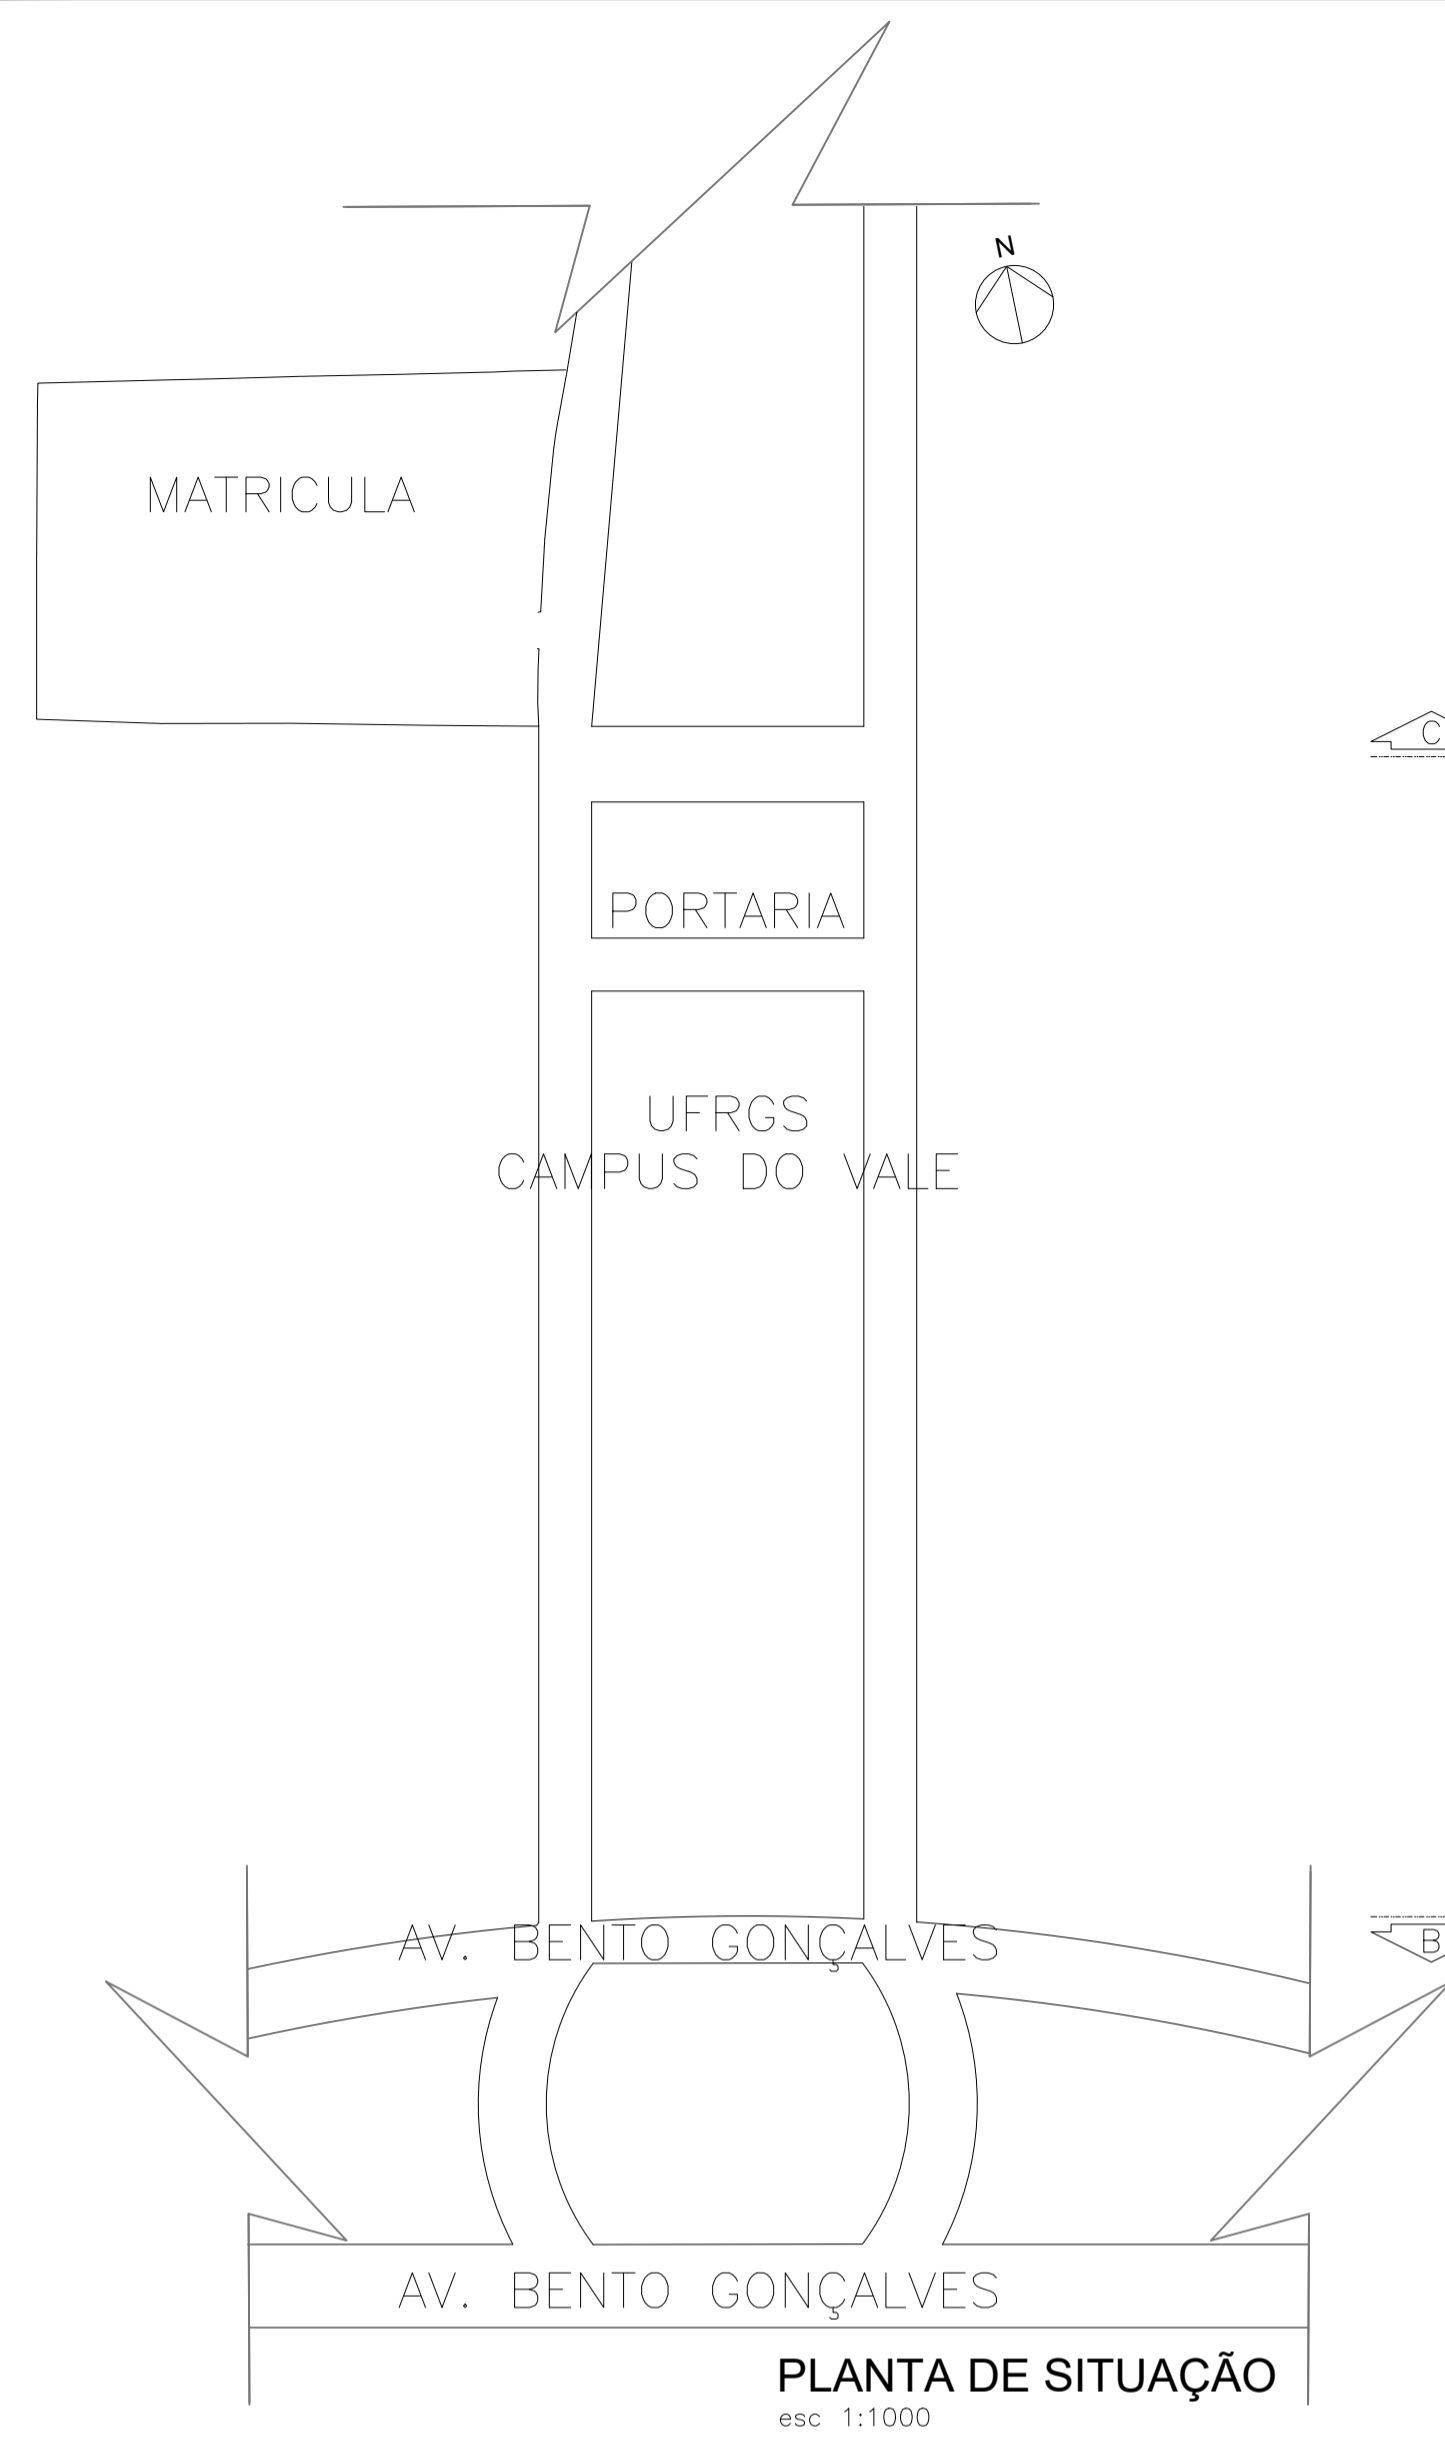 N
MATRICULA
C
PORTARIA
UFRGS
CAMPUS DO VALE
AV. BENTO GONÇALVES
B
AV. BENTO GONÇALVES
PLANTA DE SITUAÇÃO
esc 1:1000